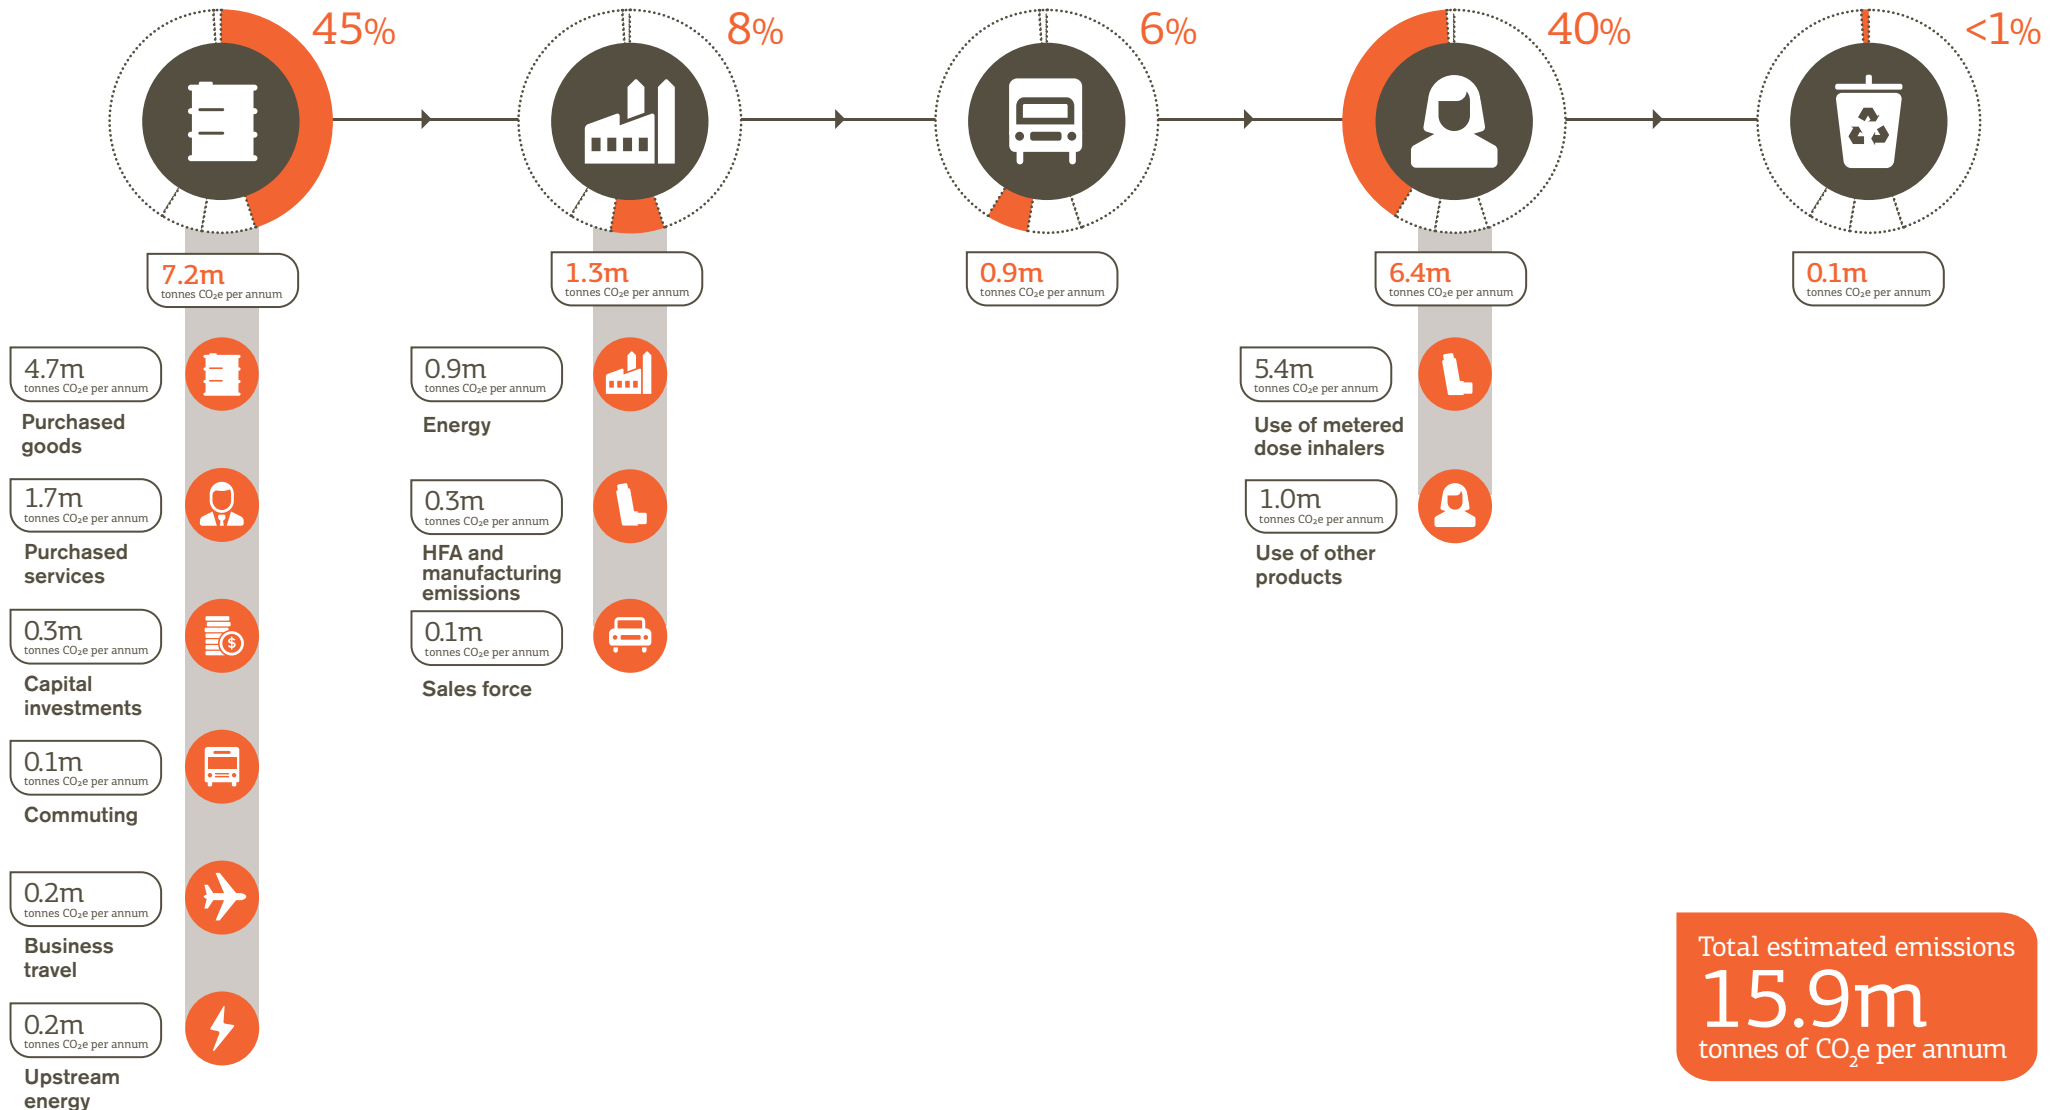 45%
8%
6%
40%
<1%
7.2m
tonnes CO₂e per annum
1.3m
tonnes CO₂e per annum
0.9m
tonnes CO₂e per annum
6.4m
tonnes CO₂e per annum
0.1m
tonnes CO₂e per annum
4.7m
tonnes CO₂e per annum
Purchased
goods
1.7m
tonnes CO₂e per annum
Purchased
services
0.3m
tonnes CO₂e per annum
Capital
investments
$
0.1m
tonnes CO₂e per annum
Commuting
0.2m
tonnes CO₂e per annum
Business
travel
0.2m
tonnes CO₂e per annum
Upstream
energy
0.9m
tonnes CO₂e per annum
Energy
0.3m
tonnes CO₂e per annum
HFA and
manufacturing
emissions
0.1m
tonnes CO₂e per annum
Sales force
5.4m
tonnes CO₂e per annum
Use of metered
dose inhalers
1.0m
tonnes CO₂e per annum
Use of other
products
Total estimated emissions
15.9m
tonnes of CO₂e per annum